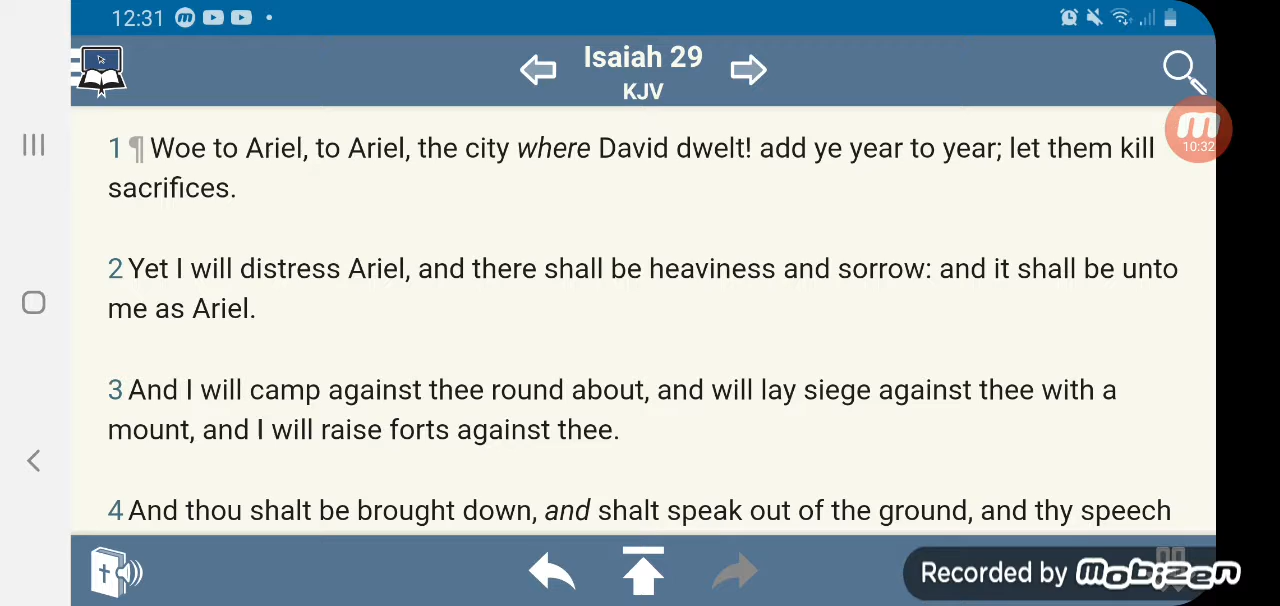 12:31
Isaiah 29
KJV
10:32
1 ¶ Woe to Ariel, to Ariel, the city where David dwelt! add ye year to year; let them kill
sacrifices.
2 Yet I will distress Ariel, and there shall be heaviness and sorrow: and it shall be unto
me as Ariel.
3 And I will camp against thee round about, and will lay siege against thee with a
mount, and I will raise forts against thee.
4 And thou shalt be brought down, and shalt speak out of the ground, and thy speech
Recorded by mobizen